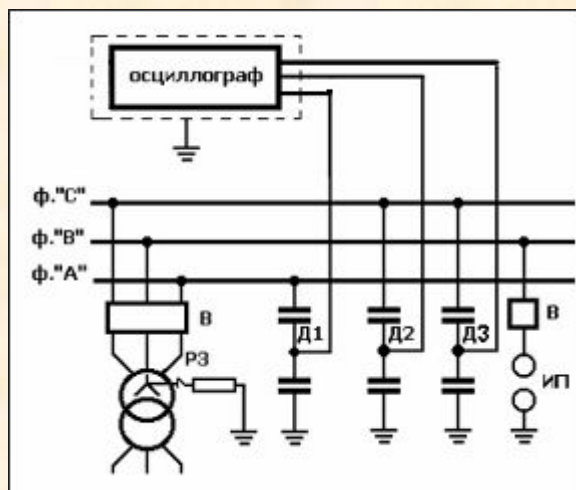 осциллограф
ф."С"
ф."В"
ф."А"
В
РЗ
Д1
Д2
Д3
В
ИП